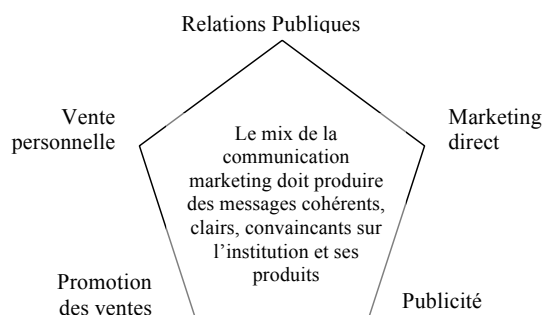 Relations Publiques
Vente
personnelle
Marketing
direct
Le mix de la
communication
marketing doit produire
des messages cohérents,
clairs, convaincants sur
l’institution et ses
produits
Promotion
des ventes
Publicité